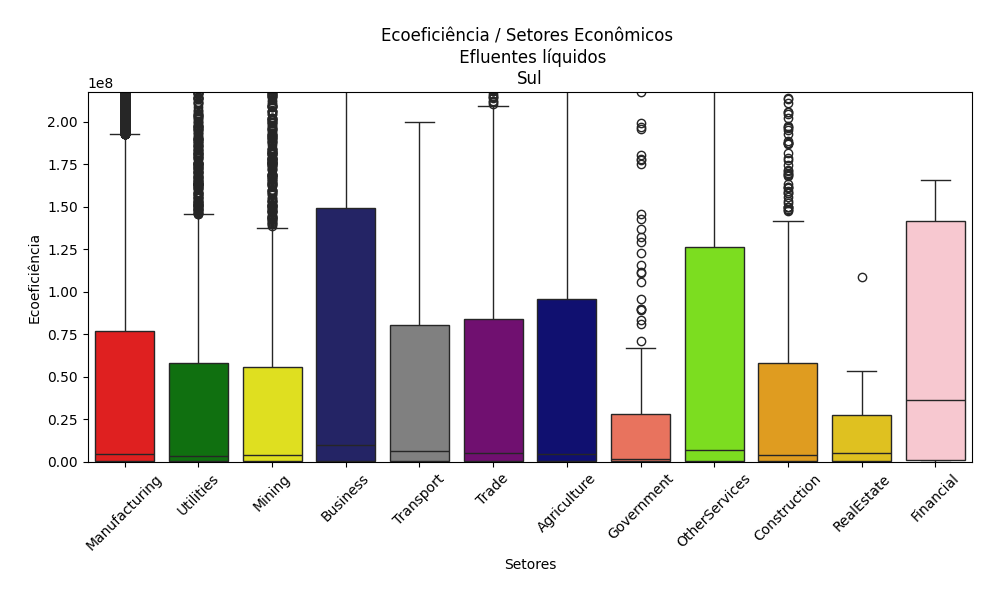 Ecoeficiência / Setores Econômicos
Efluentes líquidos
Sul
1e8
2.00
1.75
1.50
1.25
1.00
0.75
0.50
0.25
0.00
Ecoeficiência
Manufacturing
Utilities
Mining
Business
Transport
Trade
Agriculture
Government
OtherServices
Construction
RealEstate
Financial
Setores